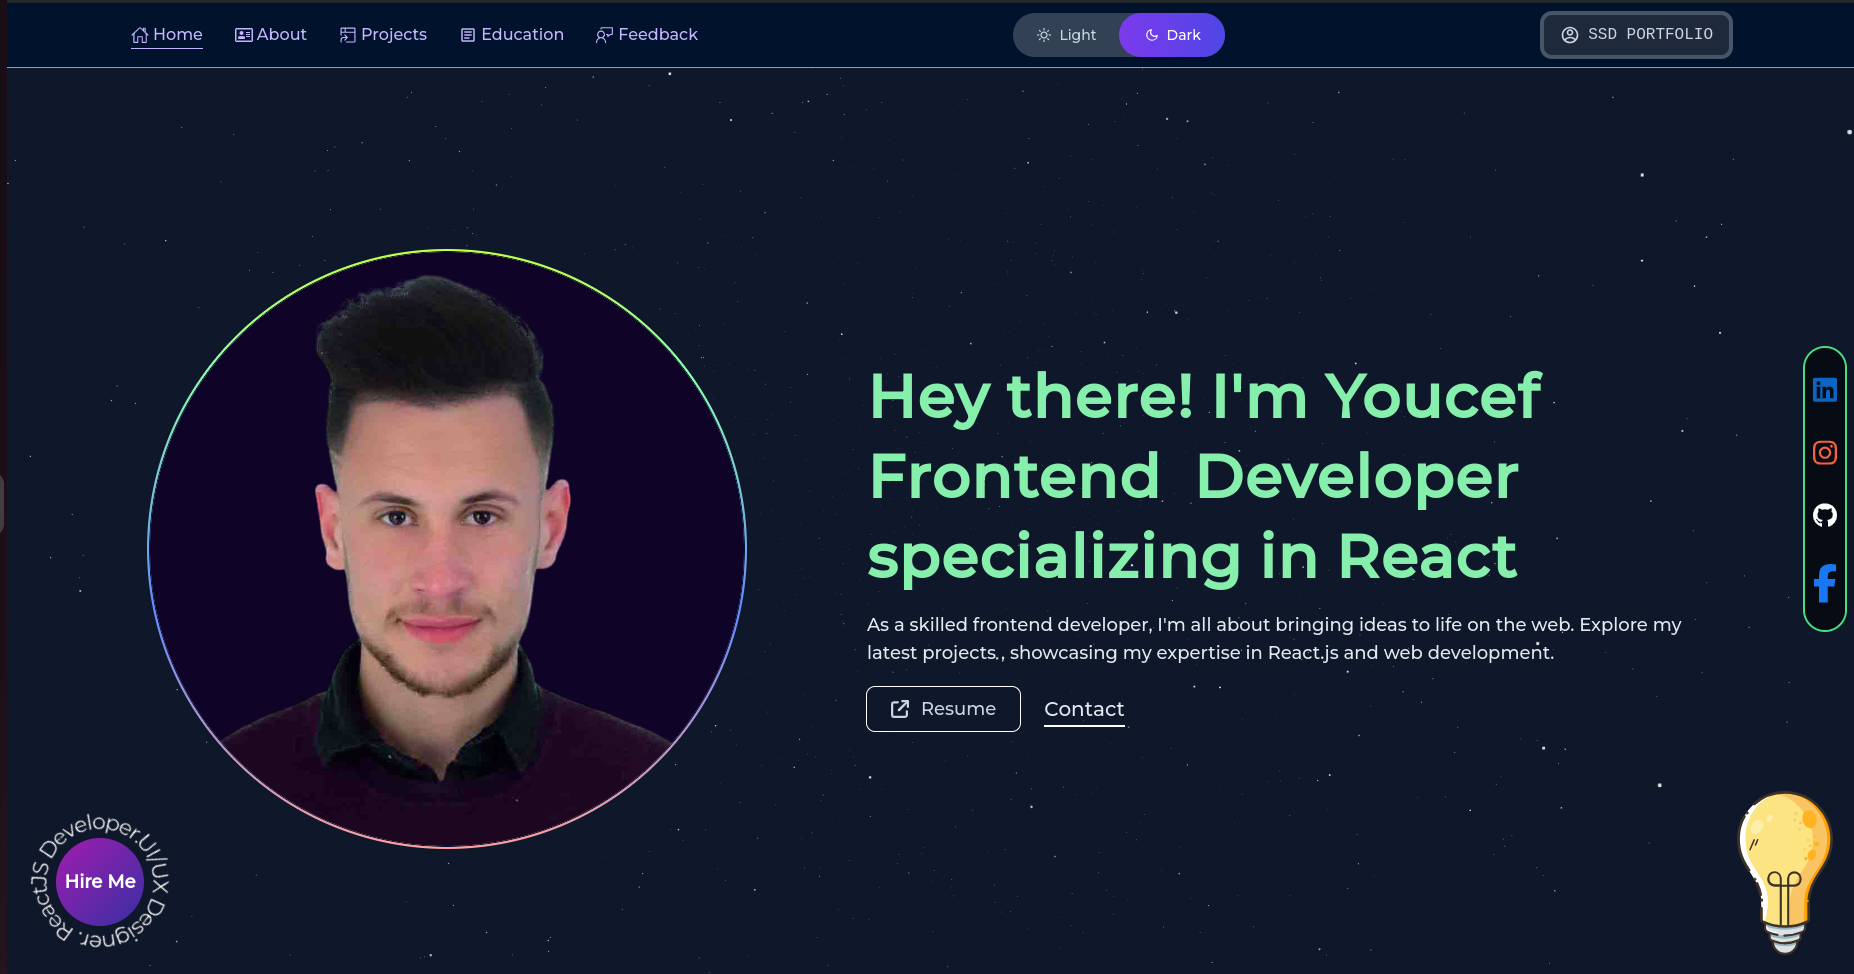 Home About Projects Education Feedback
Light Dark
SSD PORTFOLIO
Hey there! I'm Youcef
Frontend Developer
specializing in React
As a skilled frontend developer, I'm all about bringing ideas to life on the web. Explore my
latest projects., showcasing my expertise in React.js and web development.
Resume Contact
in
ReactJS Developer.UI/UX Designer.
Hire Me